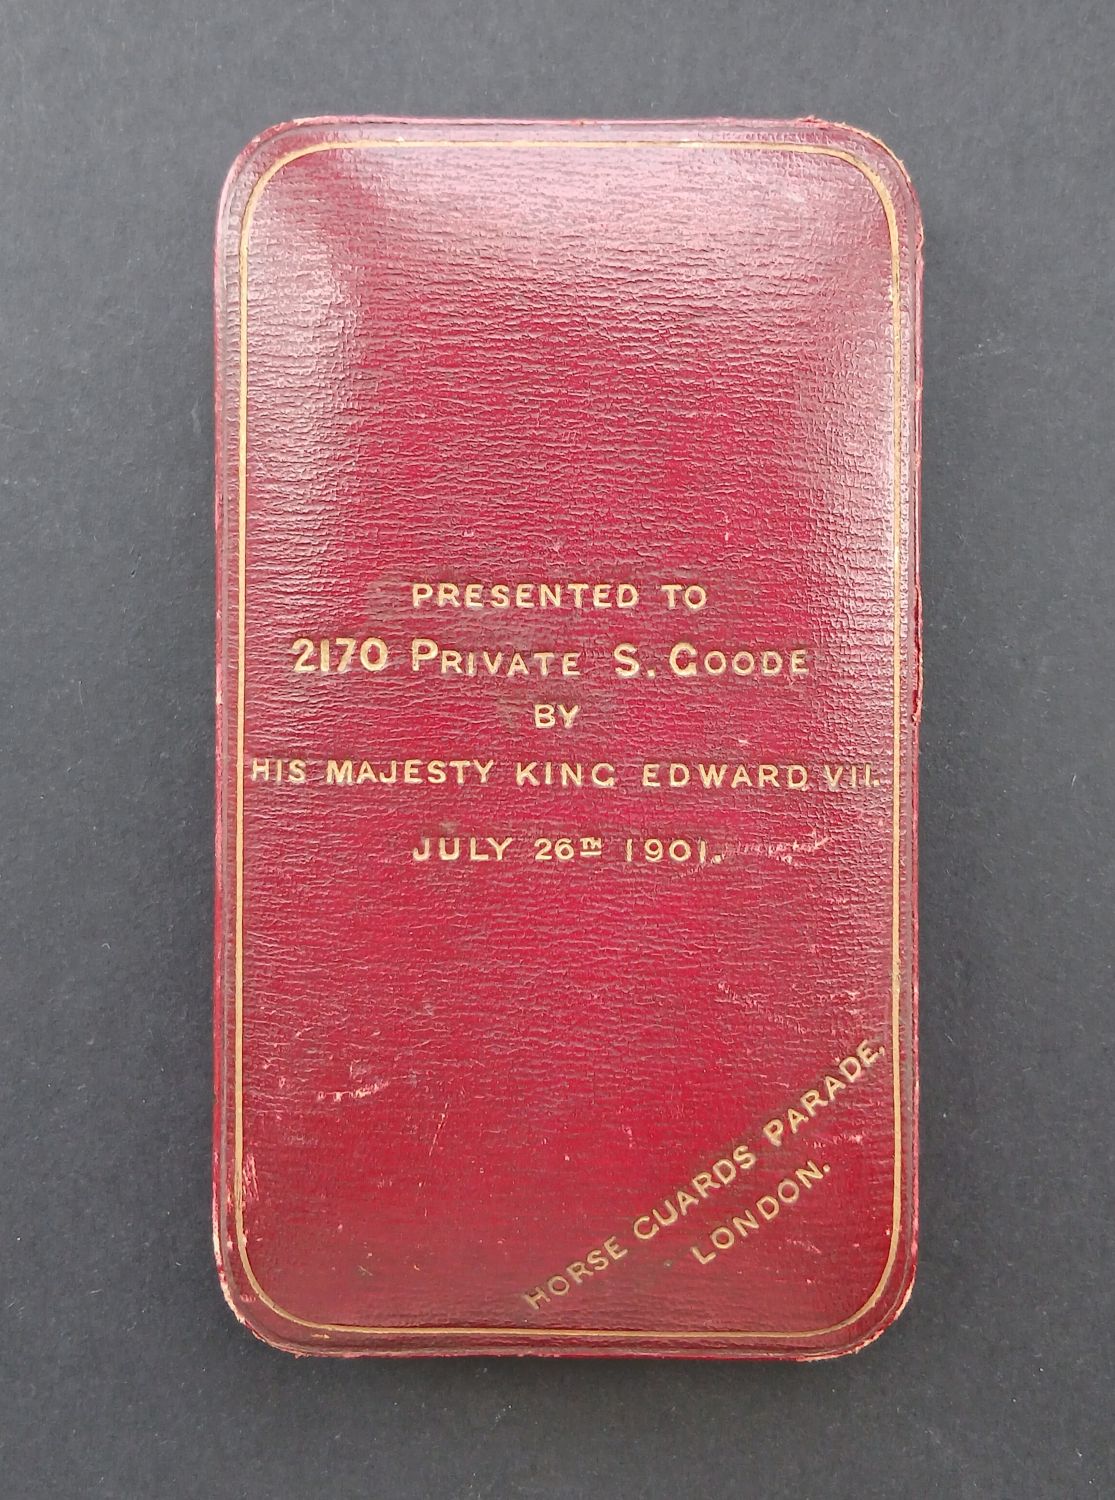 PRESENTED TO
2170 PRIVATE S. GOODE
BY
HIS MAJESTY KING EDWARD VII.
JULY 26TH 1901.
HORSE GUARDS PARADE,
LONDON.